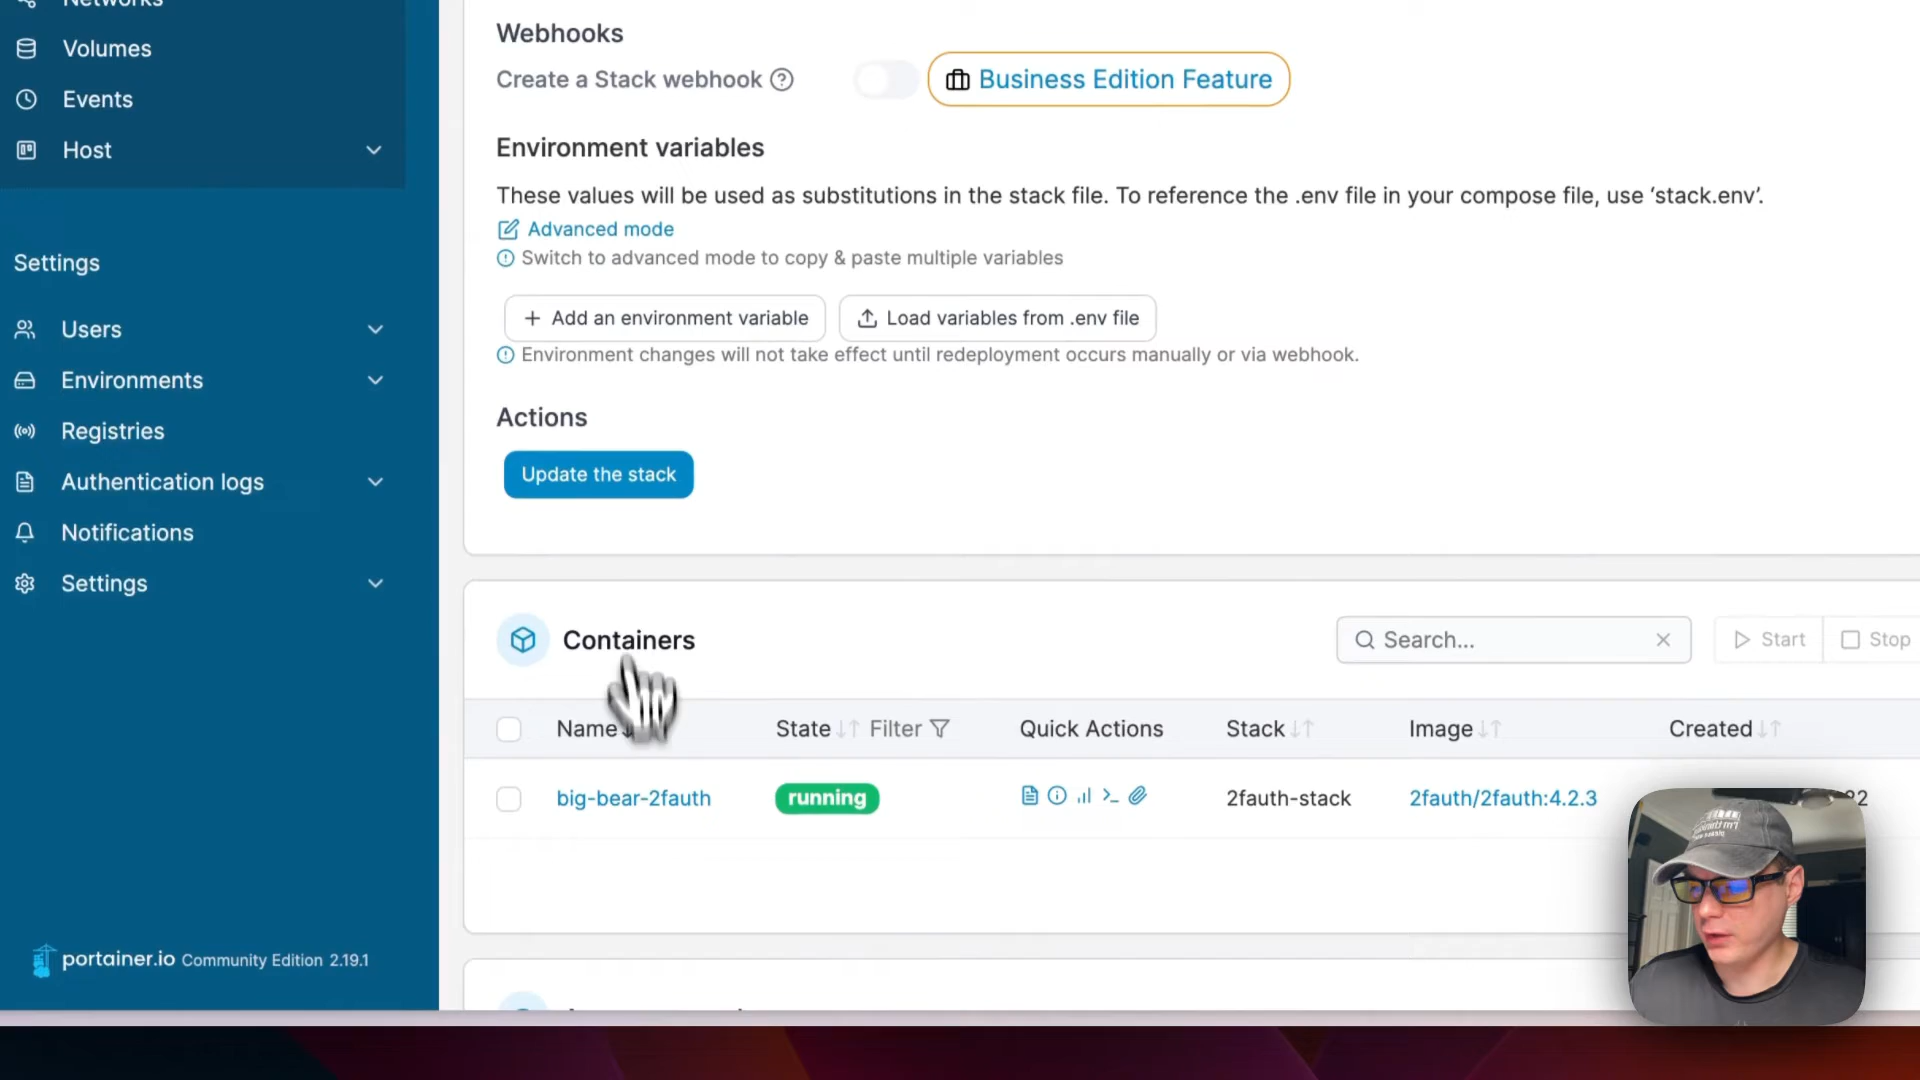 Networks
Volumes
Events
Host
Settings
Users
Environments
Registries
Authentication logs
Notifications
Settings
portainer.io Community Edition 2.19.1
Webhooks
Create a Stack webhook
Business Edition Feature
Environment variables
These values will be used as substitutions in the stack file. To reference the .env file in your compose file, use ‘stack.env’.
Advanced mode
Switch to advanced mode to copy & paste multiple variables
+ Add an environment variable
Load variables from .env file
Environment changes will not take effect until redeployment occurs manually or via webhook.
Actions
Update the stack
Containers
Search...
Start
Stop
Name
State
Filter
Quick Actions
Stack
Image
Created
big-bear-2fauth
running
2fauth-stack
2fauth/2fauth:4.2.3